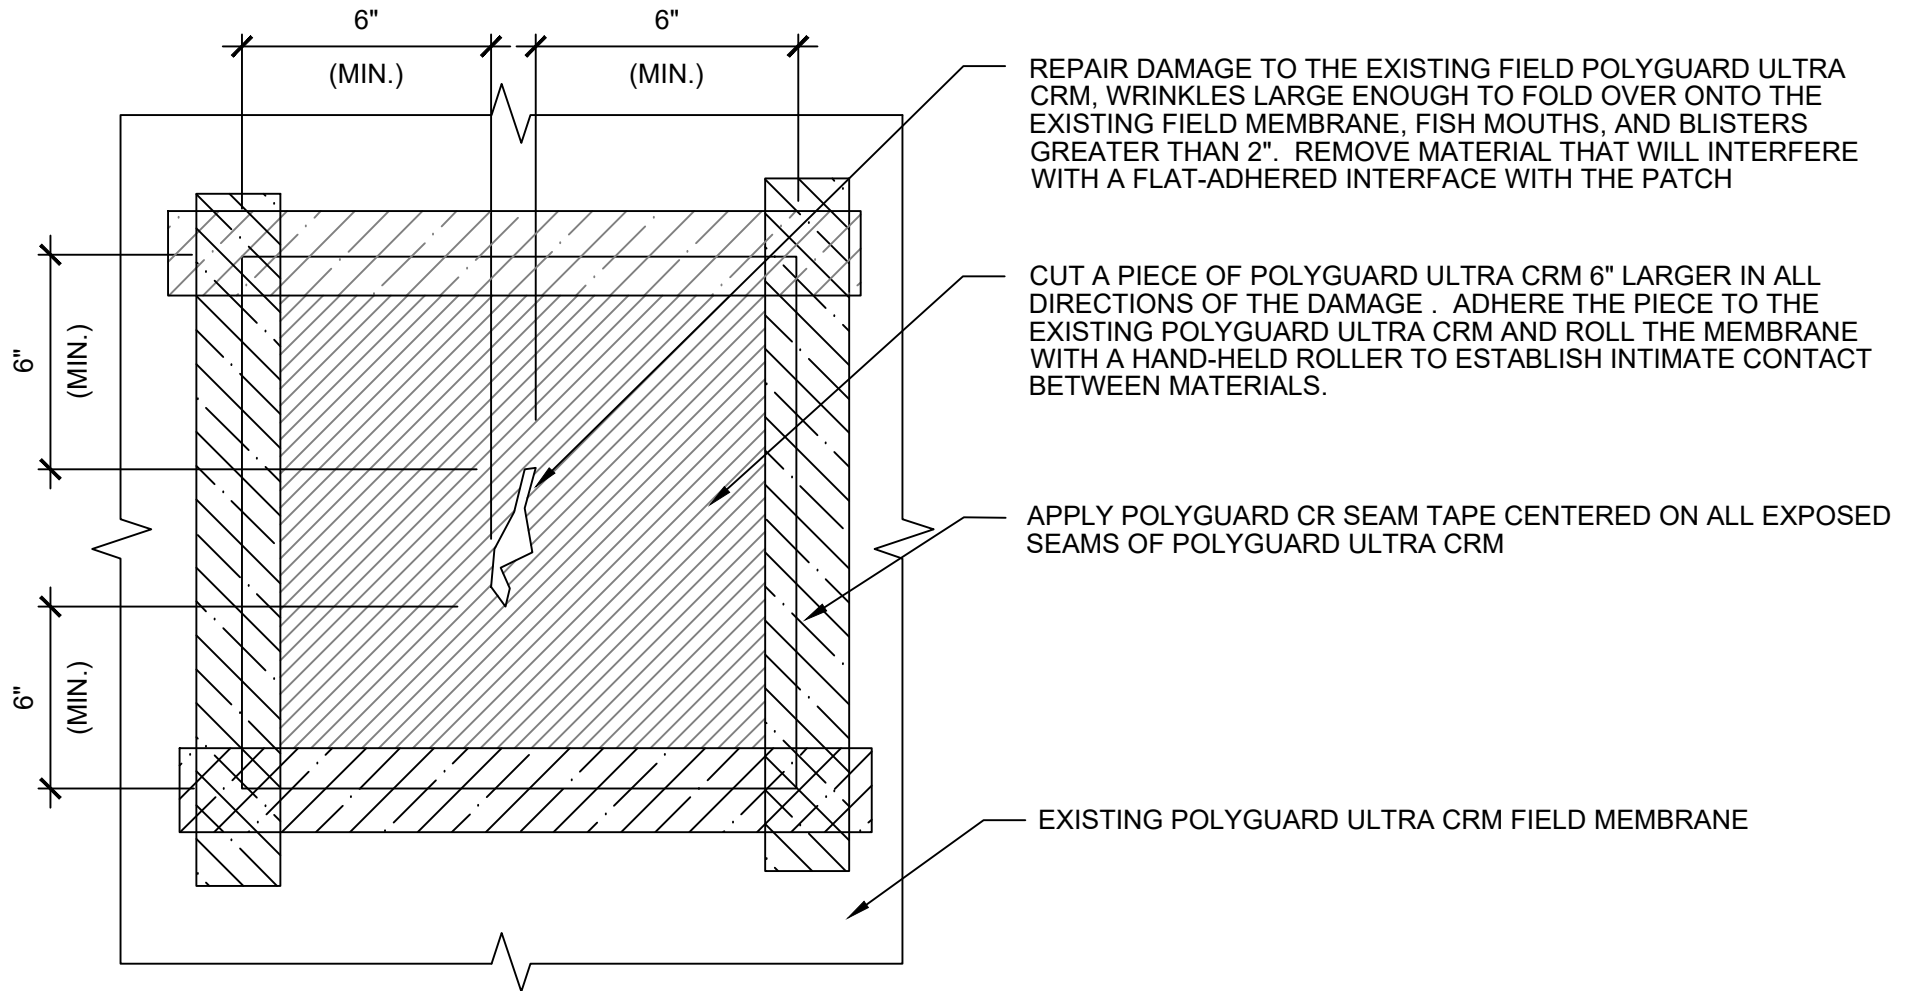 6"
6"
(MIN.)
(MIN.)
REPAIR DAMAGE TO THE EXISTING FIELD POLYGUARD ULTRA
CRM, WRINKLES LARGE ENOUGH TO FOLD OVER ONTO THE
EXISTING FIELD MEMBRANE, FISH MOUTHS, AND BLISTERS
GREATER THAN 2". REMOVE MATERIAL THAT WILL INTERFERE
WITH A FLAT-ADHERED INTERFACE WITH THE PATCH
CUT A PIECE OF POLYGUARD ULTRA CRM 6" LARGER IN ALL
DIRECTIONS OF THE DAMAGE . ADHERE THE PIECE TO THE
EXISTING POLYGUARD ULTRA CRM AND ROLL THE MEMBRANE
WITH A HAND-HELD ROLLER TO ESTABLISH INTIMATE CONTACT
BETWEEN MATERIALS.
6"
(MIN.)
APPLY POLYGUARD CR SEAM TAPE CENTERED ON ALL EXPOSED
SEAMS OF POLYGUARD ULTRA CRM
6"
(MIN.)
EXISTING POLYGUARD ULTRA CRM FIELD MEMBRANE